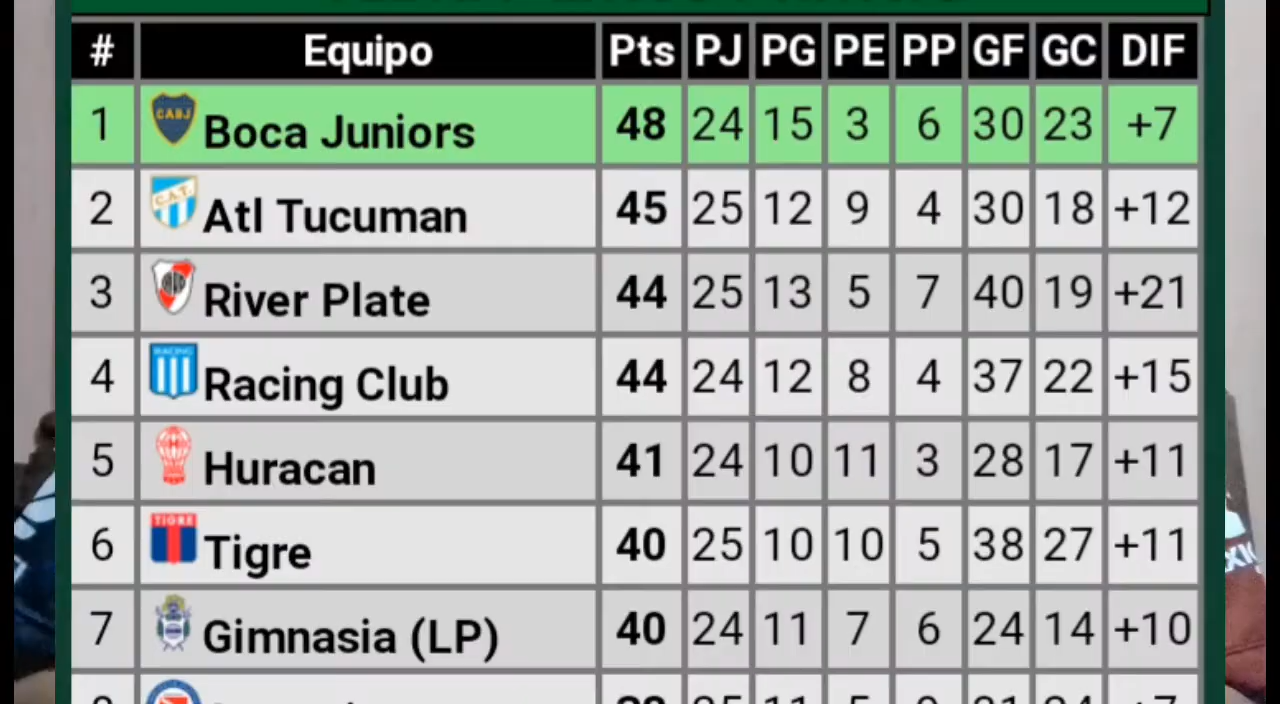 # Equipo Pts PJ PG PE PP GF GC DIF
1 CABJ Boca Juniors 48 24 15 3 6 30 23 +7
2 C.A.T. Atl Tucuman 45 25 12 9 4 30 18 +12
3 River Plate 44 25 13 5 7 40 19 +21
4 RACING Racing Club 44 24 12 8 4 37 22 +15
5 Huracan 41 24 10 11 3 28 17 +11
6 TIGRE Tigre 40 25 10 10 5 38 27 +11
7 Gimnasia (LP) 40 24 11 7 6 24 14 +10